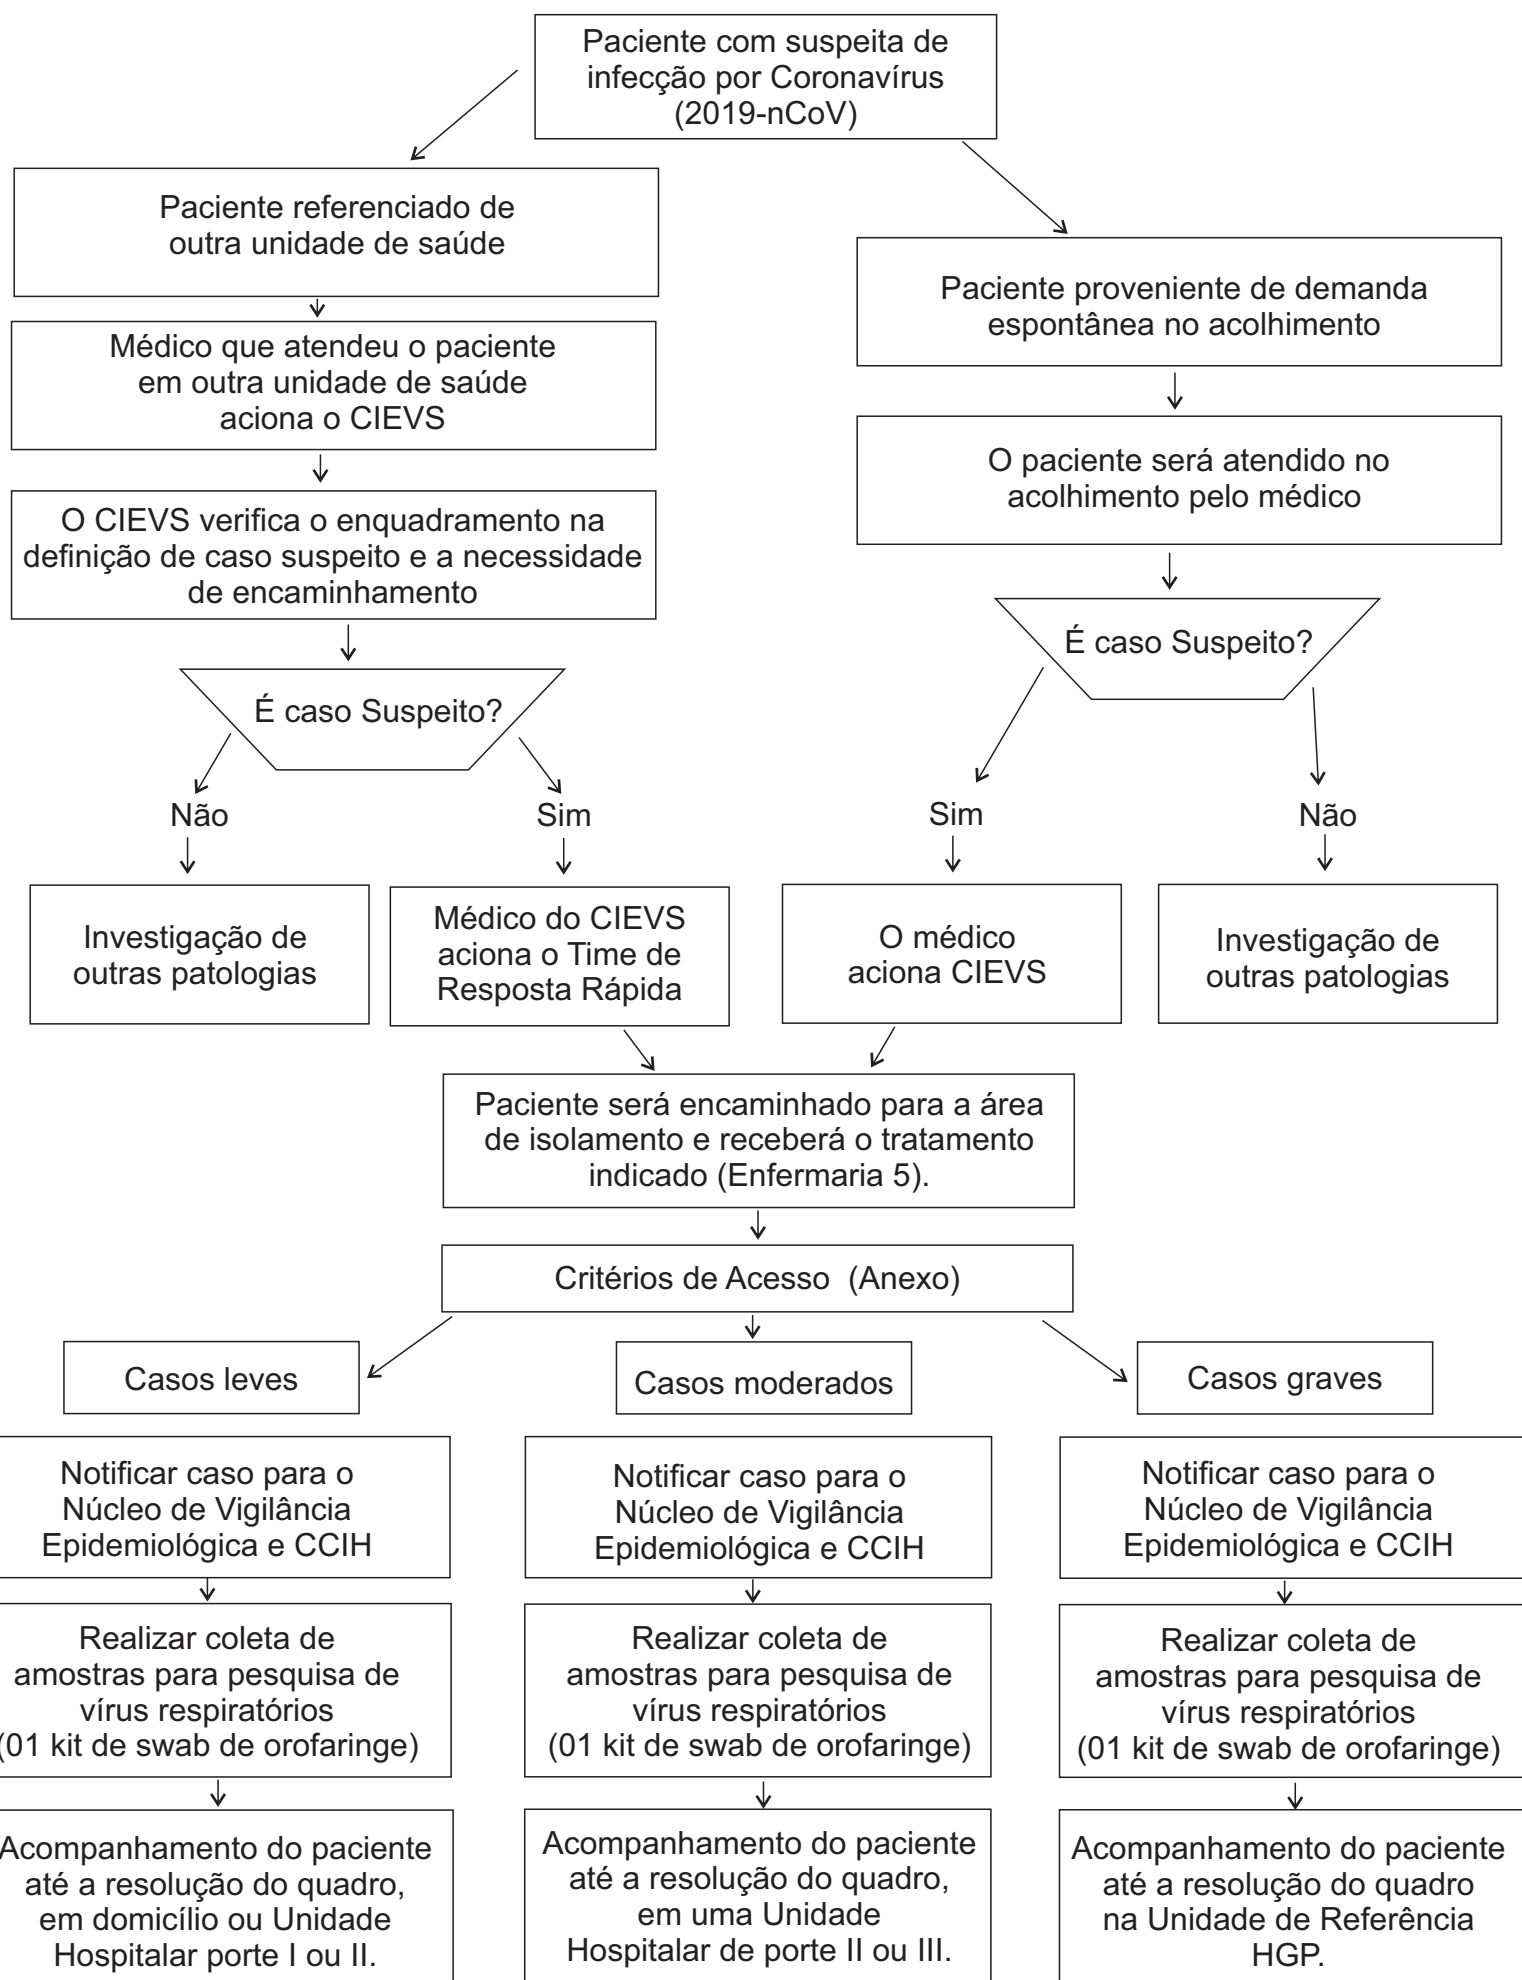 Paciente com suspeita de
infecção por Coronavírus
(2019-nCoV)
Paciente referenciado de
outra unidade de saúde
Paciente proveniente de demanda
espontânea no acolhimento
Médico que atendeu o paciente
em outra unidade de saúde
aciona o CIEVS
O paciente será atendido no
acolhimento pelo médico
O CIEVS verifica o enquadramento na
definição de caso suspeito e a necessidade
de encaminhamento
É caso Suspeito?
É caso Suspeito?
Não
Sim
Sim
Não
Investigação de
outras patologias
Médico do CIEVS
aciona o Time de
Resposta Rápida
O médico
aciona CIEVS
Investigação de
outras patologias
Paciente será encaminhado para a área
de isolamento e receberá o tratamento
indicado (Enfermaria 5).
Critérios de Acesso (Anexo)
Casos leves
Casos moderados
Casos graves
Notificar caso para o
Núcleo de Vigilância
Epidemiológica e CCIH
Notificar caso para o
Núcleo de Vigilância
Epidemiológica e CCIH
Notificar caso para o
Núcleo de Vigilância
Epidemiológica e CCIH
Realizar coleta de
amostras para pesquisa de
vírus respiratórios
(01 kit de swab de orofaringe)
Realizar coleta de
amostras para pesquisa de
vírus respiratórios
(01 kit de swab de orofaringe)
Realizar coleta de
amostras para pesquisa de
vírus respiratórios
(01 kit de swab de orofaringe)
Acompanhamento do paciente
até a resolução do quadro,
em domicílio ou Unidade
Hospitalar porte I ou II.
Acompanhamento do paciente
até a resolução do quadro,
em uma Unidade
Hospitalar de porte II ou III.
Acompanhamento do paciente
até a resolução do quadro
na Unidade de Referência
HGP.